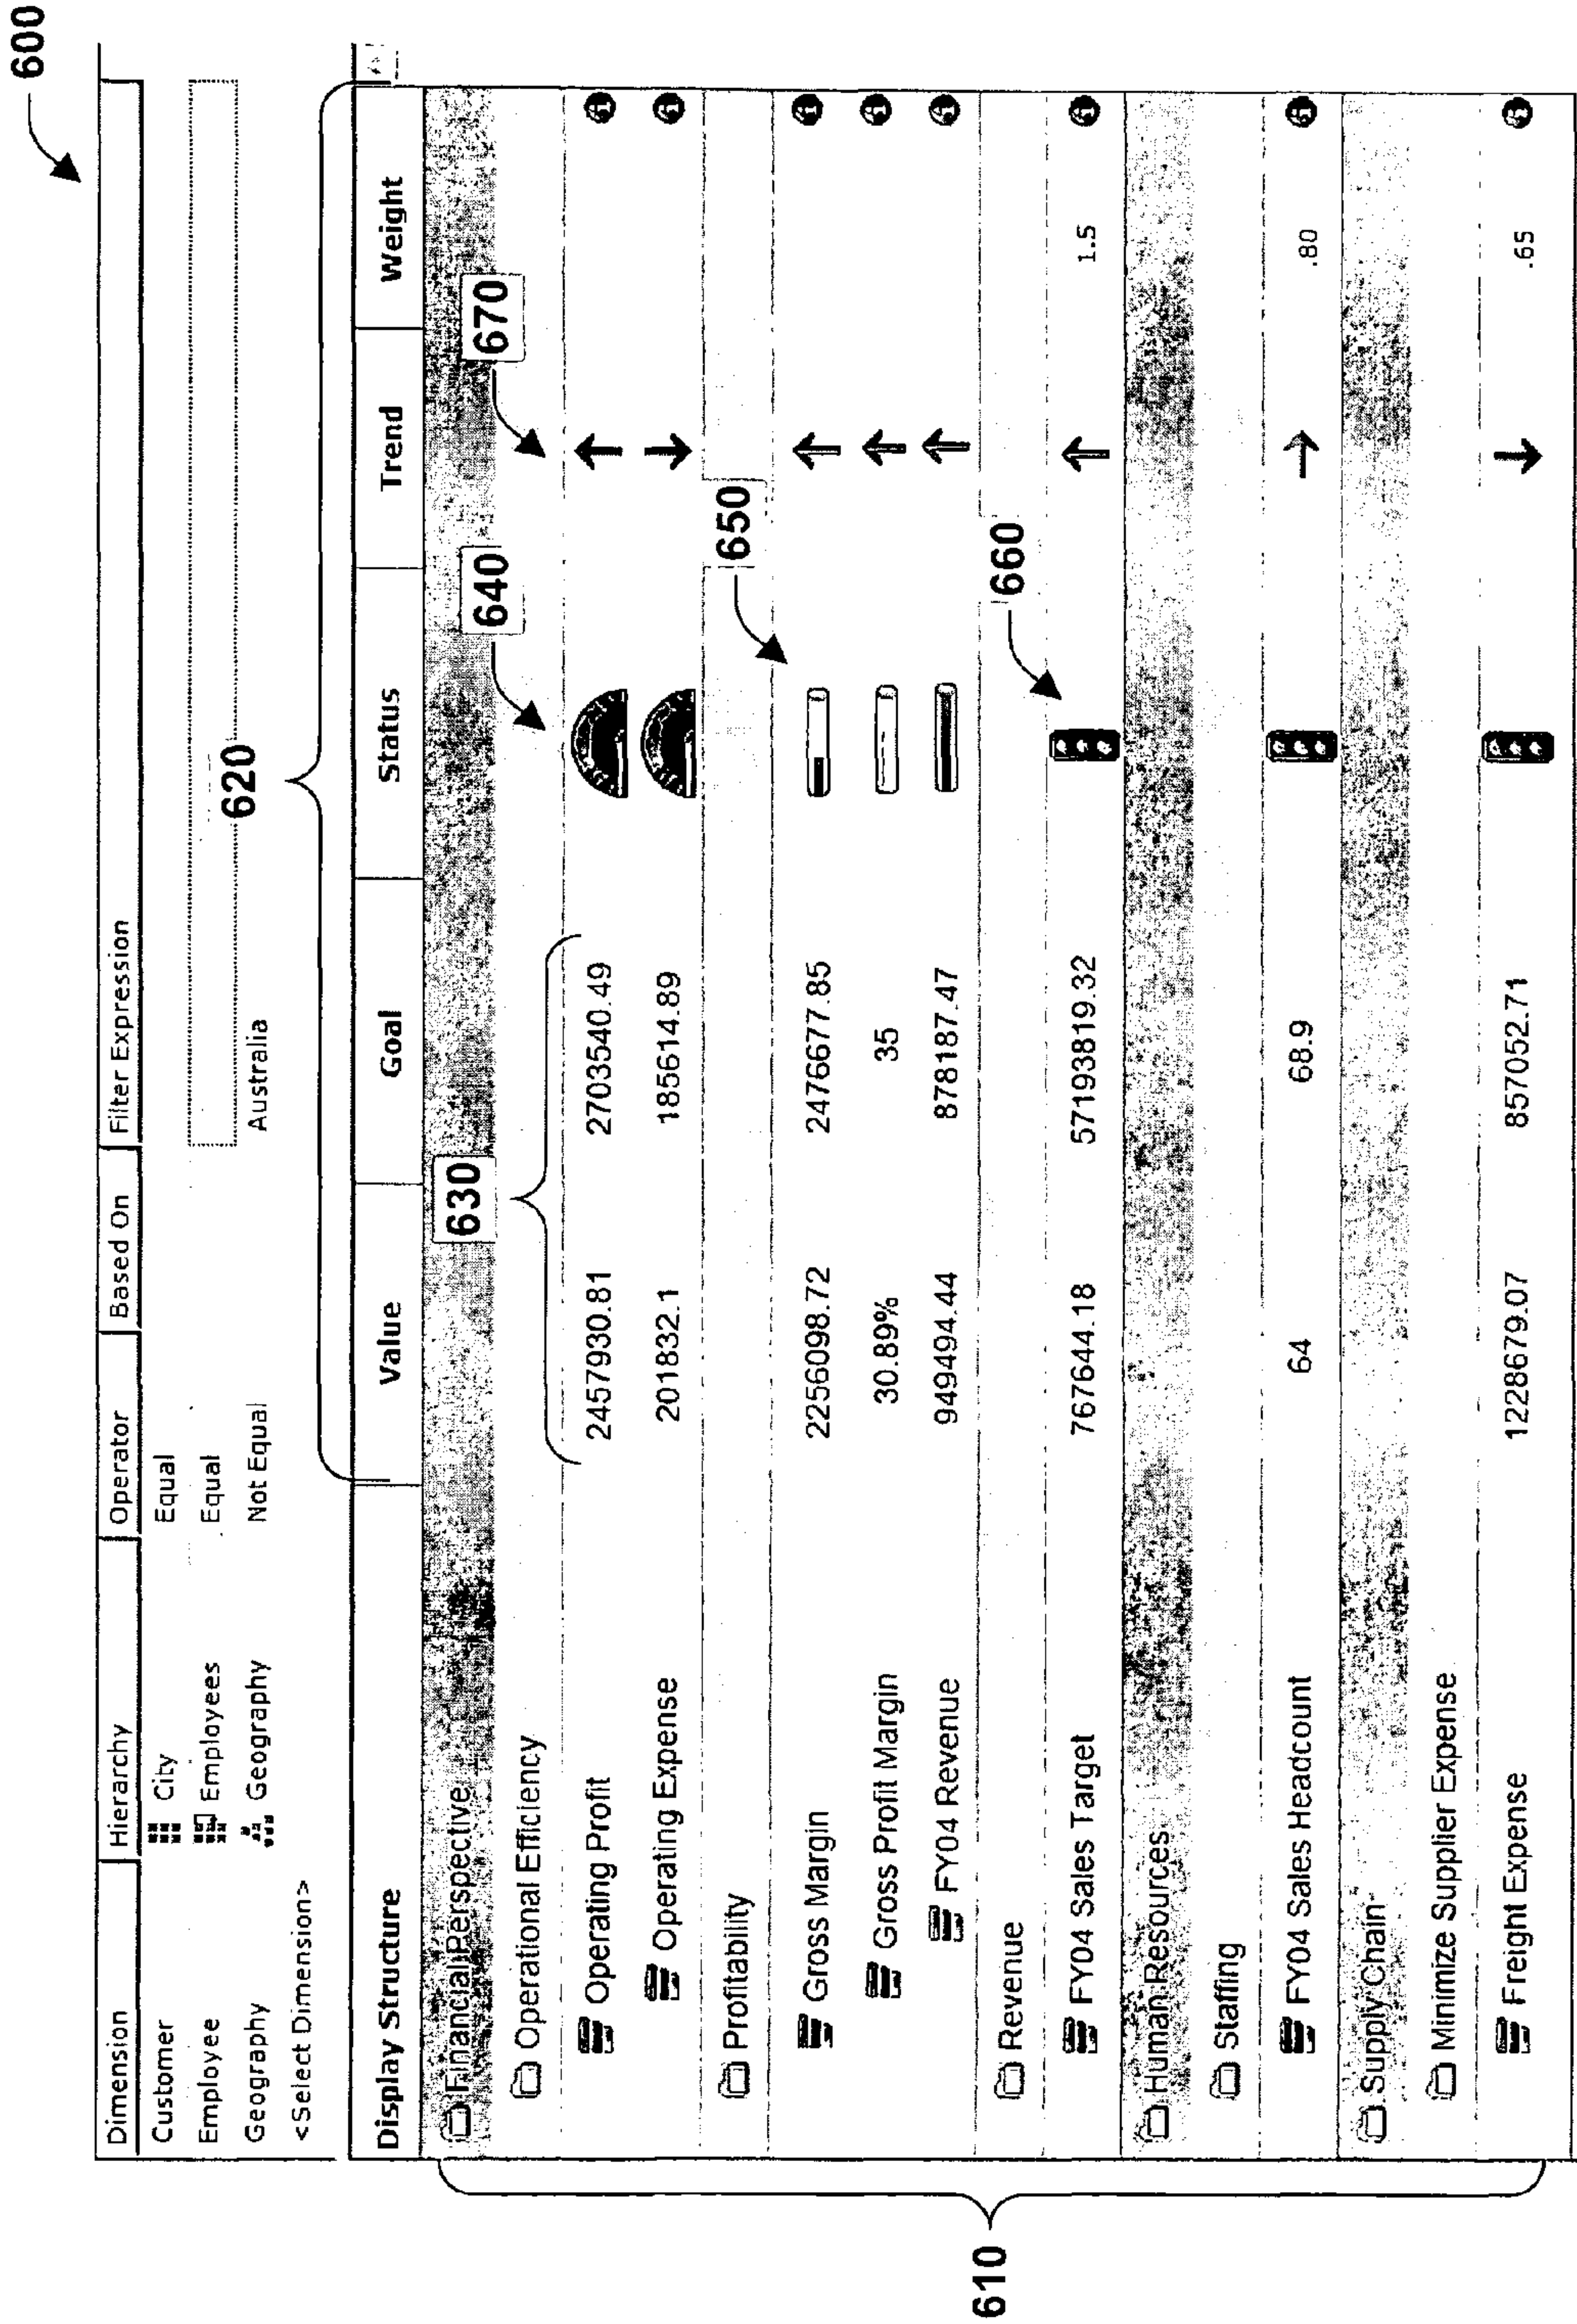 600
Dimension Hierarchy Operator Based On Filter Expression
Customer City Equal
Employee Employees Equal
Geography Geography Not Equal Australia
<Select Dimension>
620
Display Structure Value Goal Status Trend Weight
Financial Perspective
630 640 670
Operational Efficiency
Operating Profit 2457930.81 2703540.49
Operating Expense 201832.1 185614.89
Profitability
650
Gross Margin 2256098.72 2476677.85
Gross Profit Margin 30.89% 35
FY04 Revenue 949494.44 878187.47
Revenue
660
FY04 Sales Target 767644.18 57193819.32 1.5
Human Resources
Staffing
FY04 Sales Headcount 64 68.9 .80
Supply Chain
Minimize Supplier Expense
Freight Expense 1228679.07 857052.71 .65
610